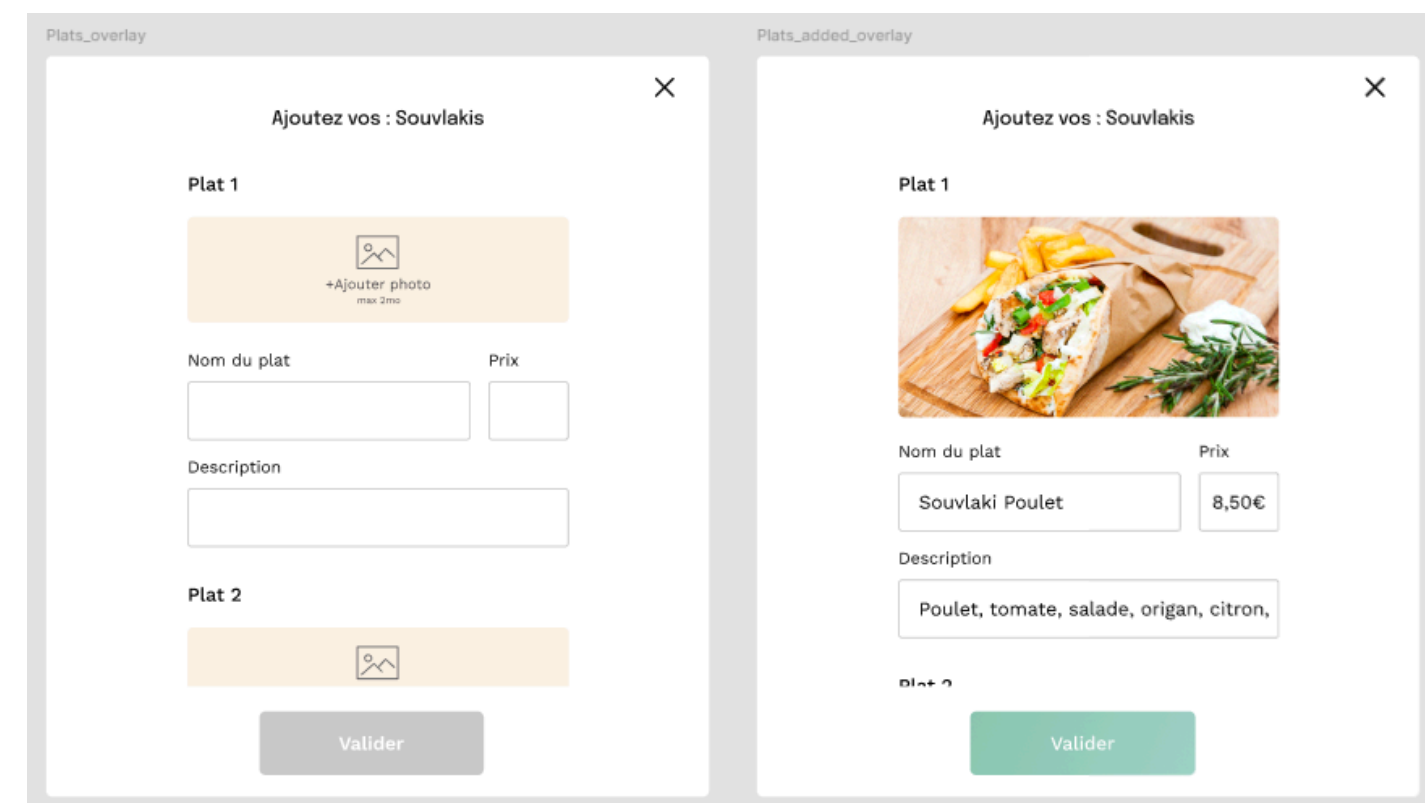 Plats_overlay
Ajoutez vos : Souvlakis
Plat 1
+Ajouter photo
max 2mo
Nom du plat Prix
Description
Plat 2
Valider
Plats_added_overlay
Ajoutez vos : Souvlakis
Plat 1
Nom du plat Prix
Souvlaki Poulet 8,50€
Description
Poulet, tomate, salade, origan, citron,
Plat 2
Valider